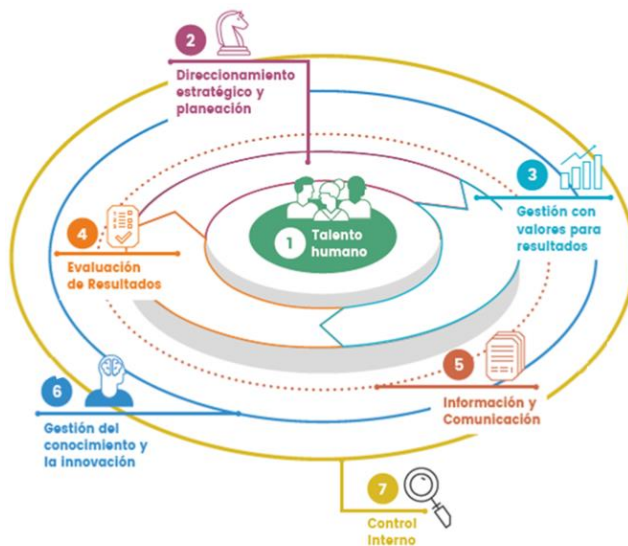 2
Direccionamiento
estratégico y
planeación
3
Gestión con
valores para
resultados
1
Talento
humano
4
Evaluación
de Resultados
5
Información y
Comunicación
6
Gestión del
conocimiento y
la innovación
7
Control
Interno